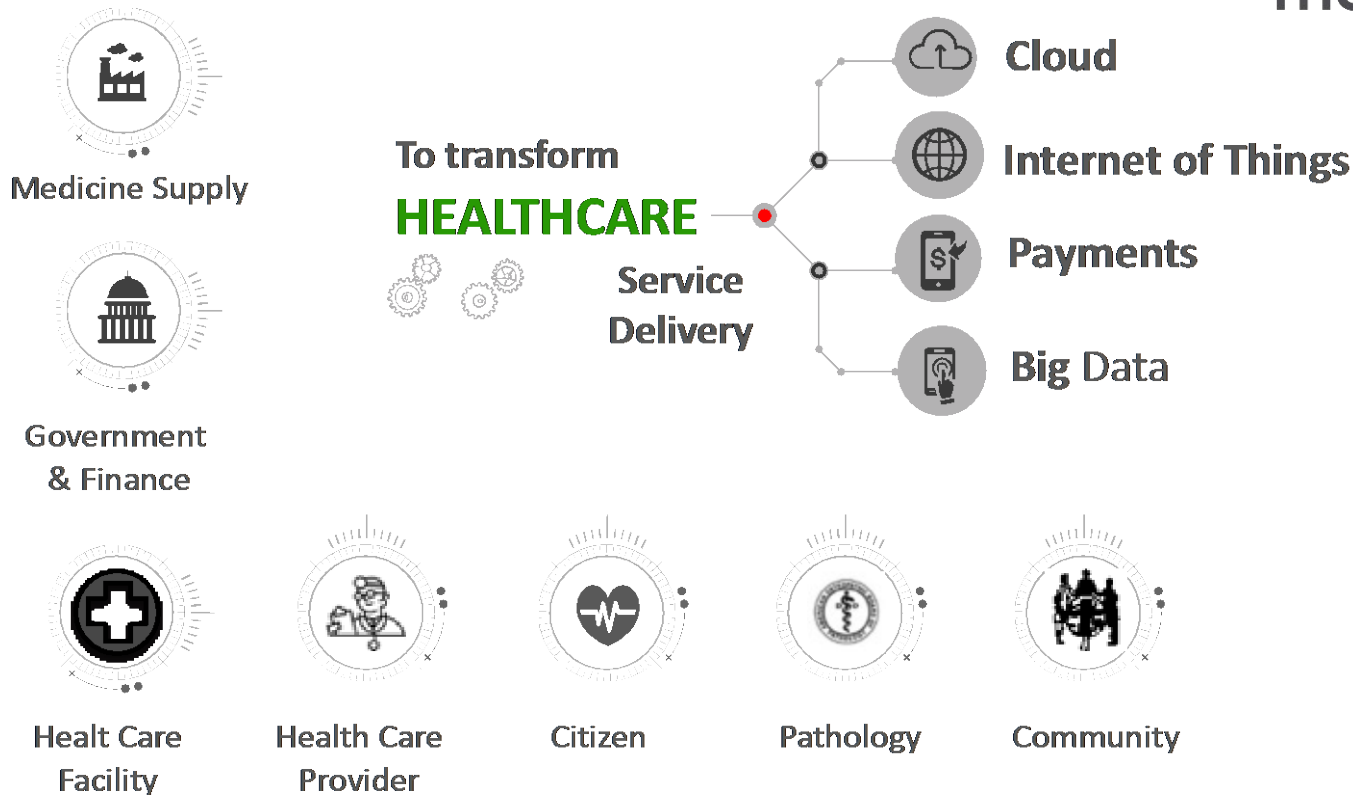 Medicine Supply
Government
& Finance
To transform
HEALTHCARE
Service
Delivery
Cloud
Internet of Things
Payments
Big Data
Healt Care
Facility
Health Care
Provider
Citizen
Pathology
Community